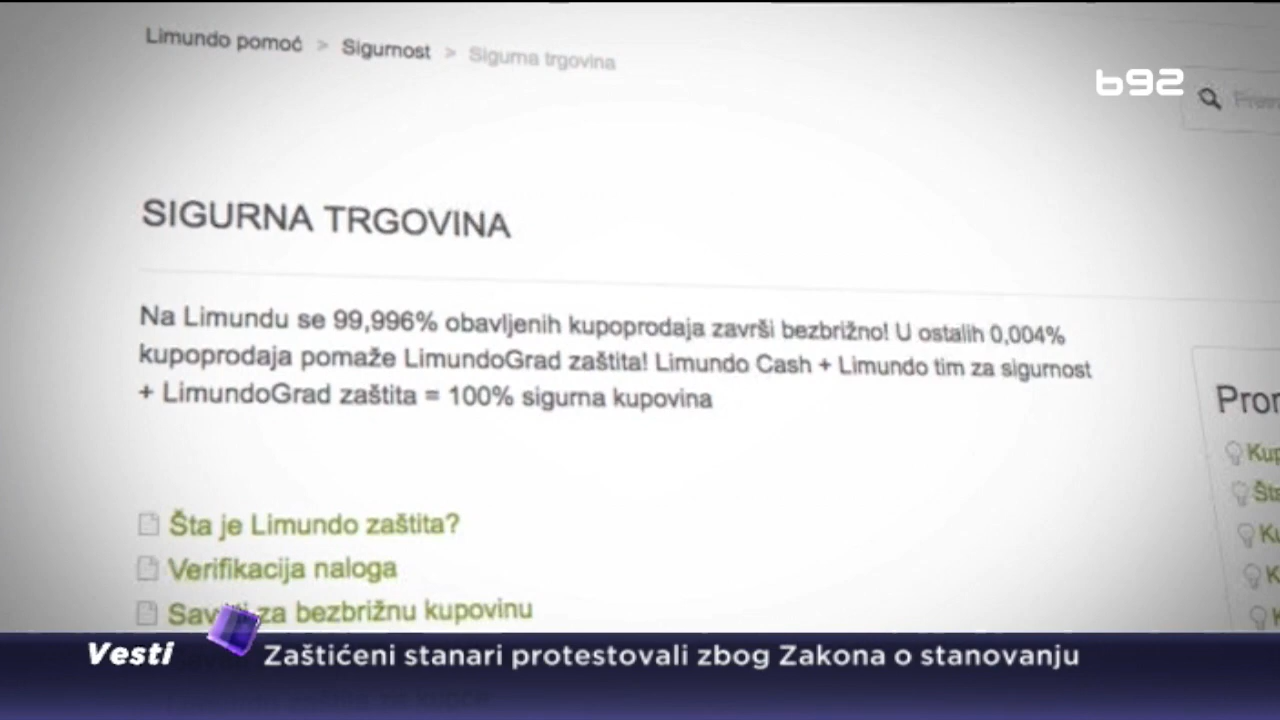 Limundo pomoć > Sigurnost > Sigurna trgovina
b92
SIGURNA TRGOVINA
Na Limundu se 99,996% obavljenih kupoprodaja završi bezbrižno! U ostalih 0,004%
kupoprodaja pomaže LimundoGrad zaštita! Limundo Cash + Limundo tim za sigurnost
+ LimundoGrad zaštita = 100% sigurna kupovina
Šta je Limundo zaštita?
Verifikacija naloga
Saveti za bezbrižnu kupovinu
Vesti
Zaštićeni stanari protestovali zbog Zakona o stanovanju